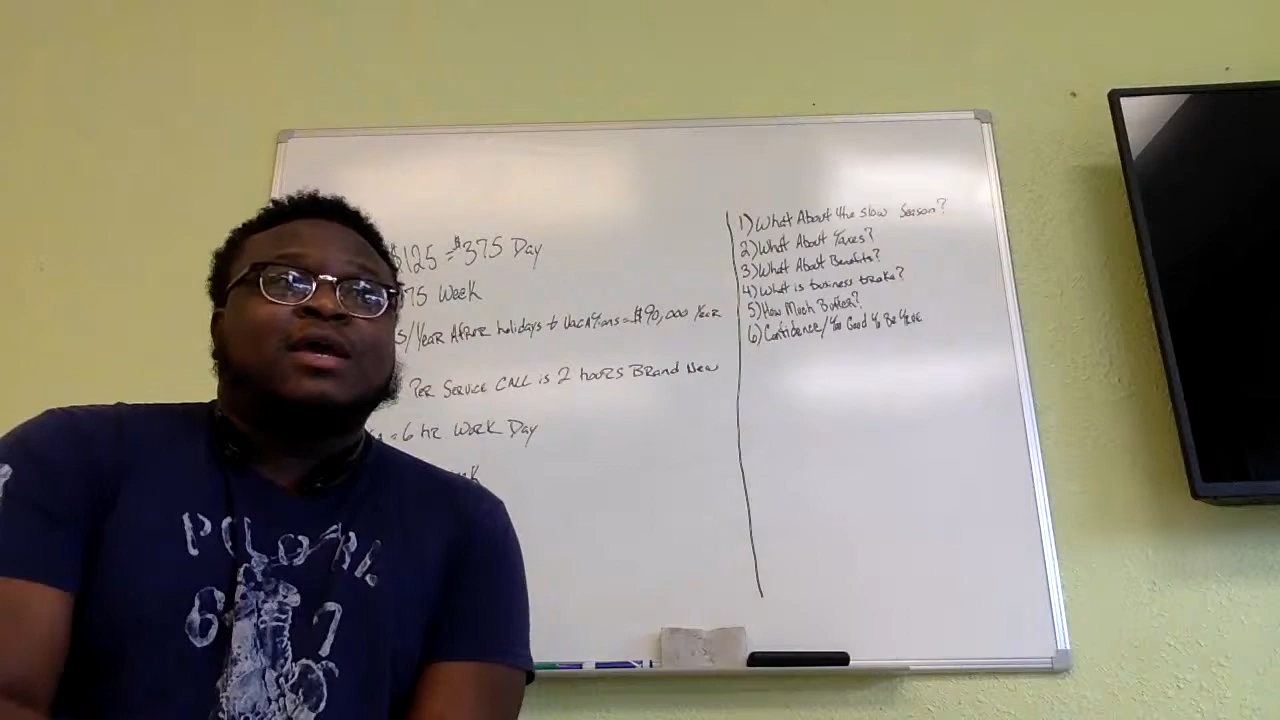 $125 = $375 Day
75 Week
S/Year After holidays + Vacations = $90,000 Year
Per Service Call is 2 hours Brand New
= 6 hr Work Day
1) What About the Slow Season?
2) What About Taxes?
3) What About Benefits?
4) What is business broke?
5) How Much Buffer?
6) Confidence/Too Good to Be True
POLO RL
67